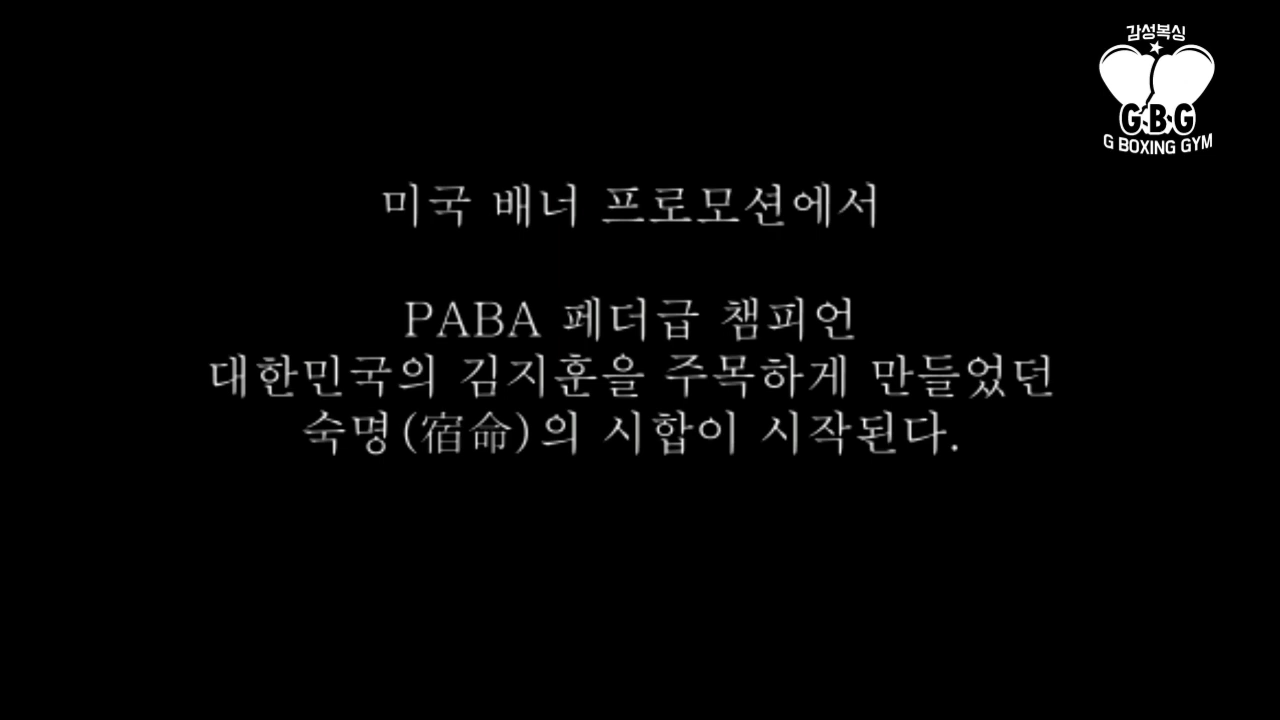 감성복싱
G·B·G
G BOXING GYM
미국 배너 프로모션에서
PABA 페더급 챔피언
대한민국의 김지훈을 주목하게 만들었던
숙명(宿命)의 시합이 시작된다.